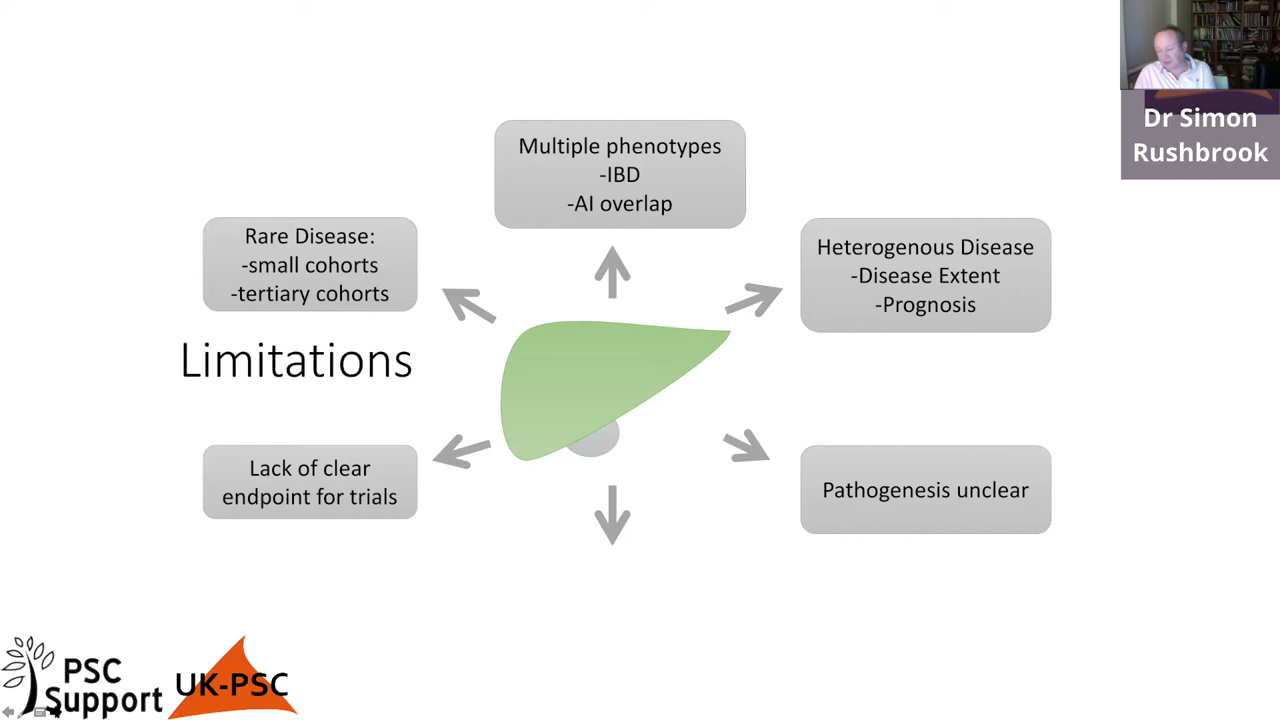 Dr Simon
Rushbrook
Multiple phenotypes
-IBD
-AI overlap
Rare Disease:
-small cohorts
-tertiary cohorts
Heterogenous Disease
-Disease Extent
-Prognosis
Limitations
Lack of clear
endpoint for trials
Pathogenesis unclear
PSC
Support
UK-PSC